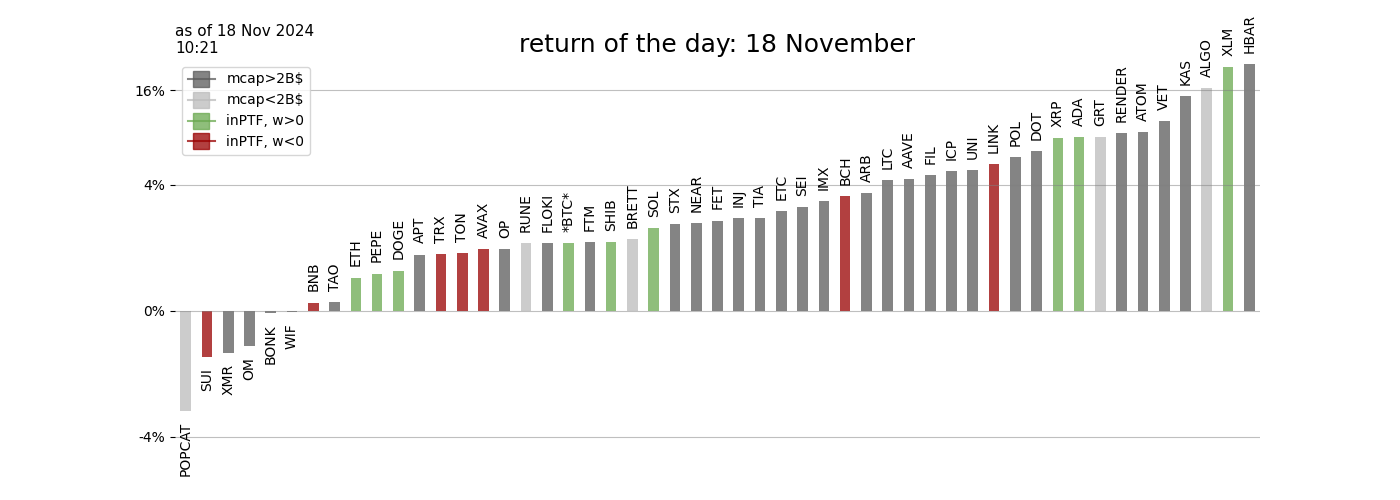 as of 18 Nov 2024
10:21
return of the day: 18 November
mcap>2B$
mcap<2B$
inPTF, w>0
inPTF, w<0
16%
4%
0%
-4%
POPCAT
SUI
XMR
OM
BONK
WIF
BNB
TAO
ETH
PEPE
DOGE
APT
TRX
TON
AVAX
OP
RUNE
FLOKI
*BTC*
FTM
SHIB
BRETT
SOL
STX
NEAR
FET
INJ
TIA
ETC
SEI
IMX
BCH
ARB
LTC
AAVE
FIL
ICP
UNI
LINK
POL
DOT
XRP
ADA
GRT
RENDER
ATOM
VET
KAS
ALGO
XLM
HBAR